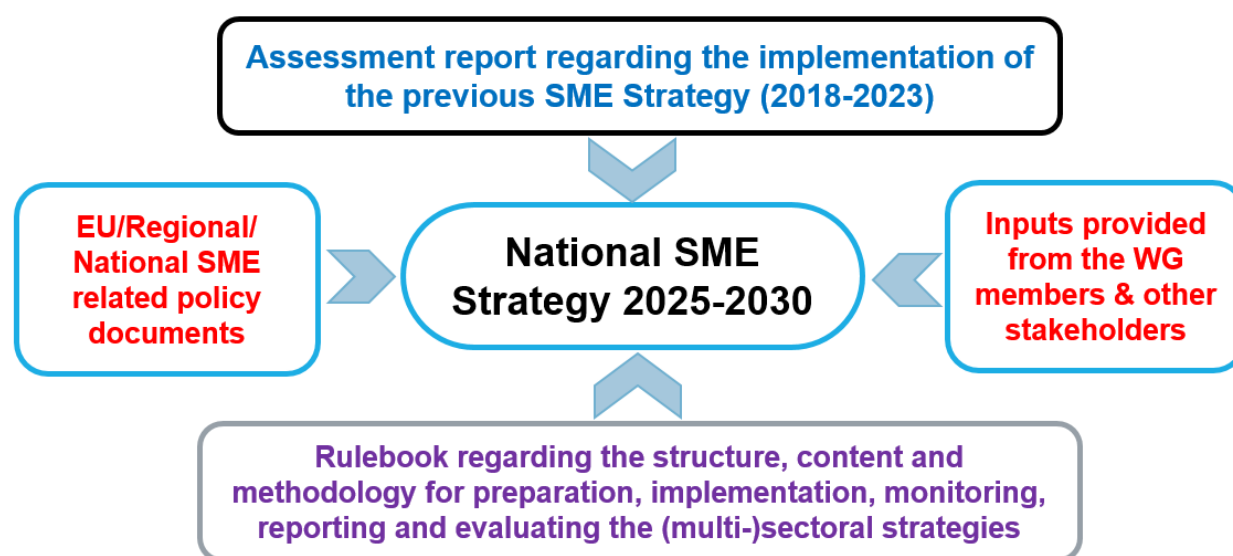 Assessment report regarding the implementation of
the previous SME Strategy (2018-2023)
EU/Regional/
National SME
related policy
documents
National SME
Strategy 2025-2030
Inputs provided
from the WG
members & other
stakeholders
Rulebook regarding the structure, content and
methodology for preparation, implementation, monitoring,
reporting and evaluating the (multi-)sectoral strategies